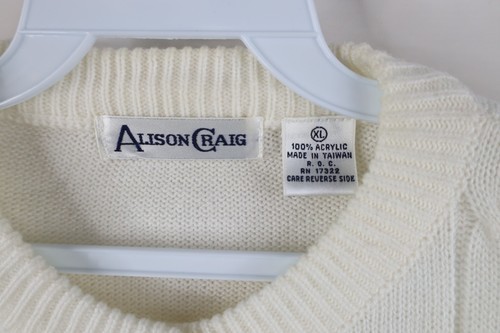 ALISON CRAIG
XL
100% ACRYLIC
MADE IN TAIWAN
R. O. C.
RN 17322
CARE REVERSE SIDE